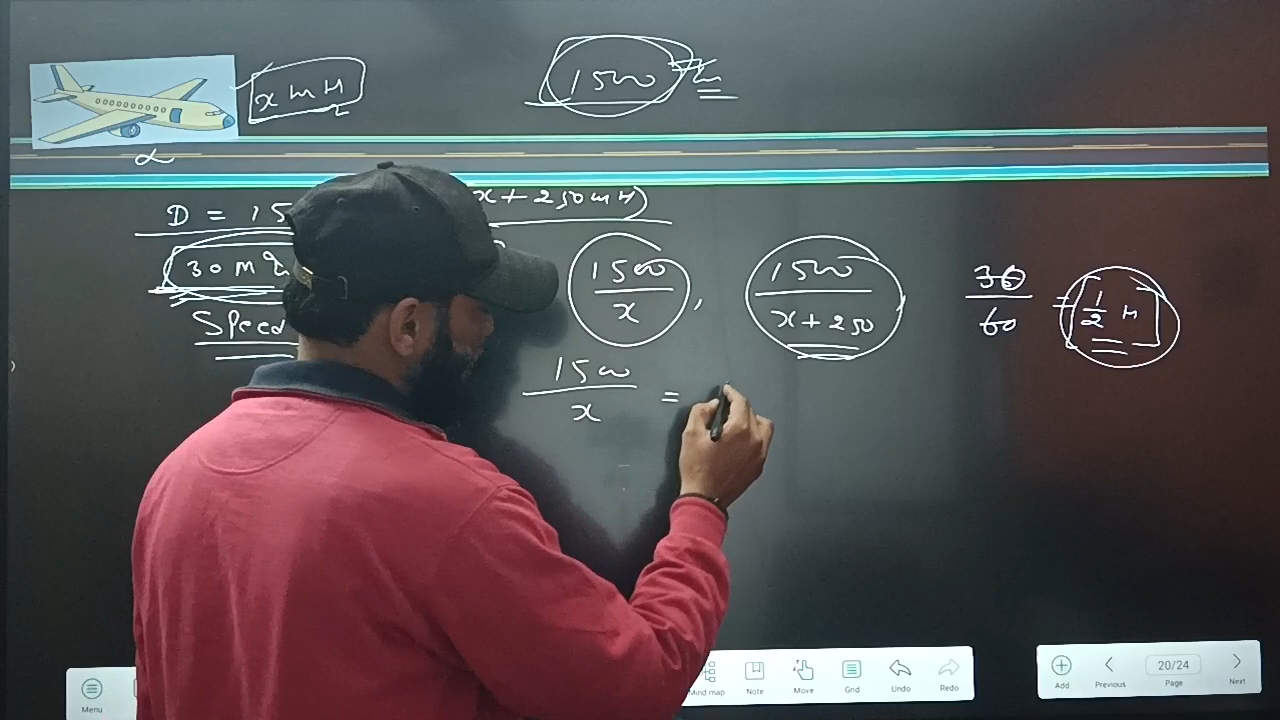 x km H
1500 km
D = 15
x + 250 km H)
30 M
Speed
1500/x , 1500/(x + 250)
30/60 = 1/2 H
1500/x =
Menu
Mind map
Note
Move
Grid
Undo
Redo
Add
Previous
20/24
Page
Next